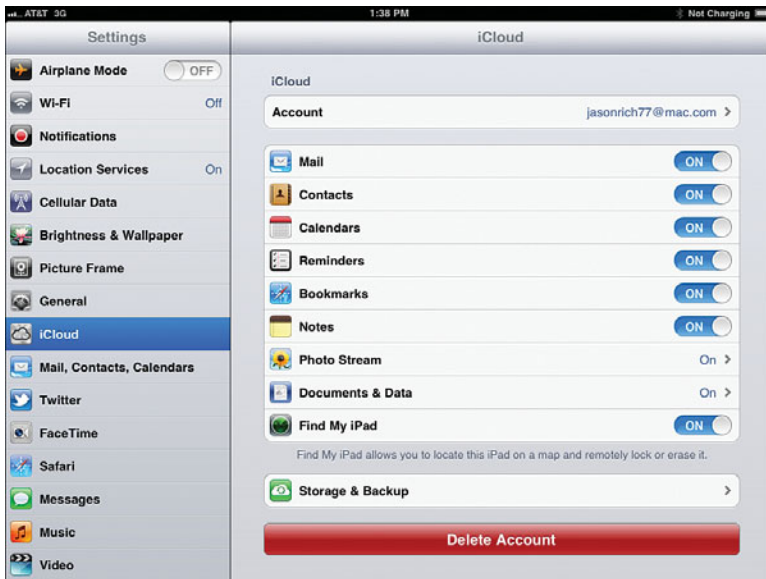 AT&T 3G
1:38 PM
Not Charging
Settings
iCloud
Airplane Mode OFF
Wi-Fi Off
Notifications
Location Services On
Cellular Data
Brightness & Wallpaper
Picture Frame
General
iCloud
Mail, Contacts, Calendars
Twitter
FaceTime
Safari
Messages
Music
Video
iCloud
Account jasonrich77@mac.com
Mail ON
Contacts ON
Calendars ON
Reminders ON
Bookmarks ON
Notes ON
Photo Stream On
Documents & Data On
Find My iPad ON
Find My iPad allows you to locate this iPad on a map and remotely lock or erase it.
Storage & Backup
Delete Account